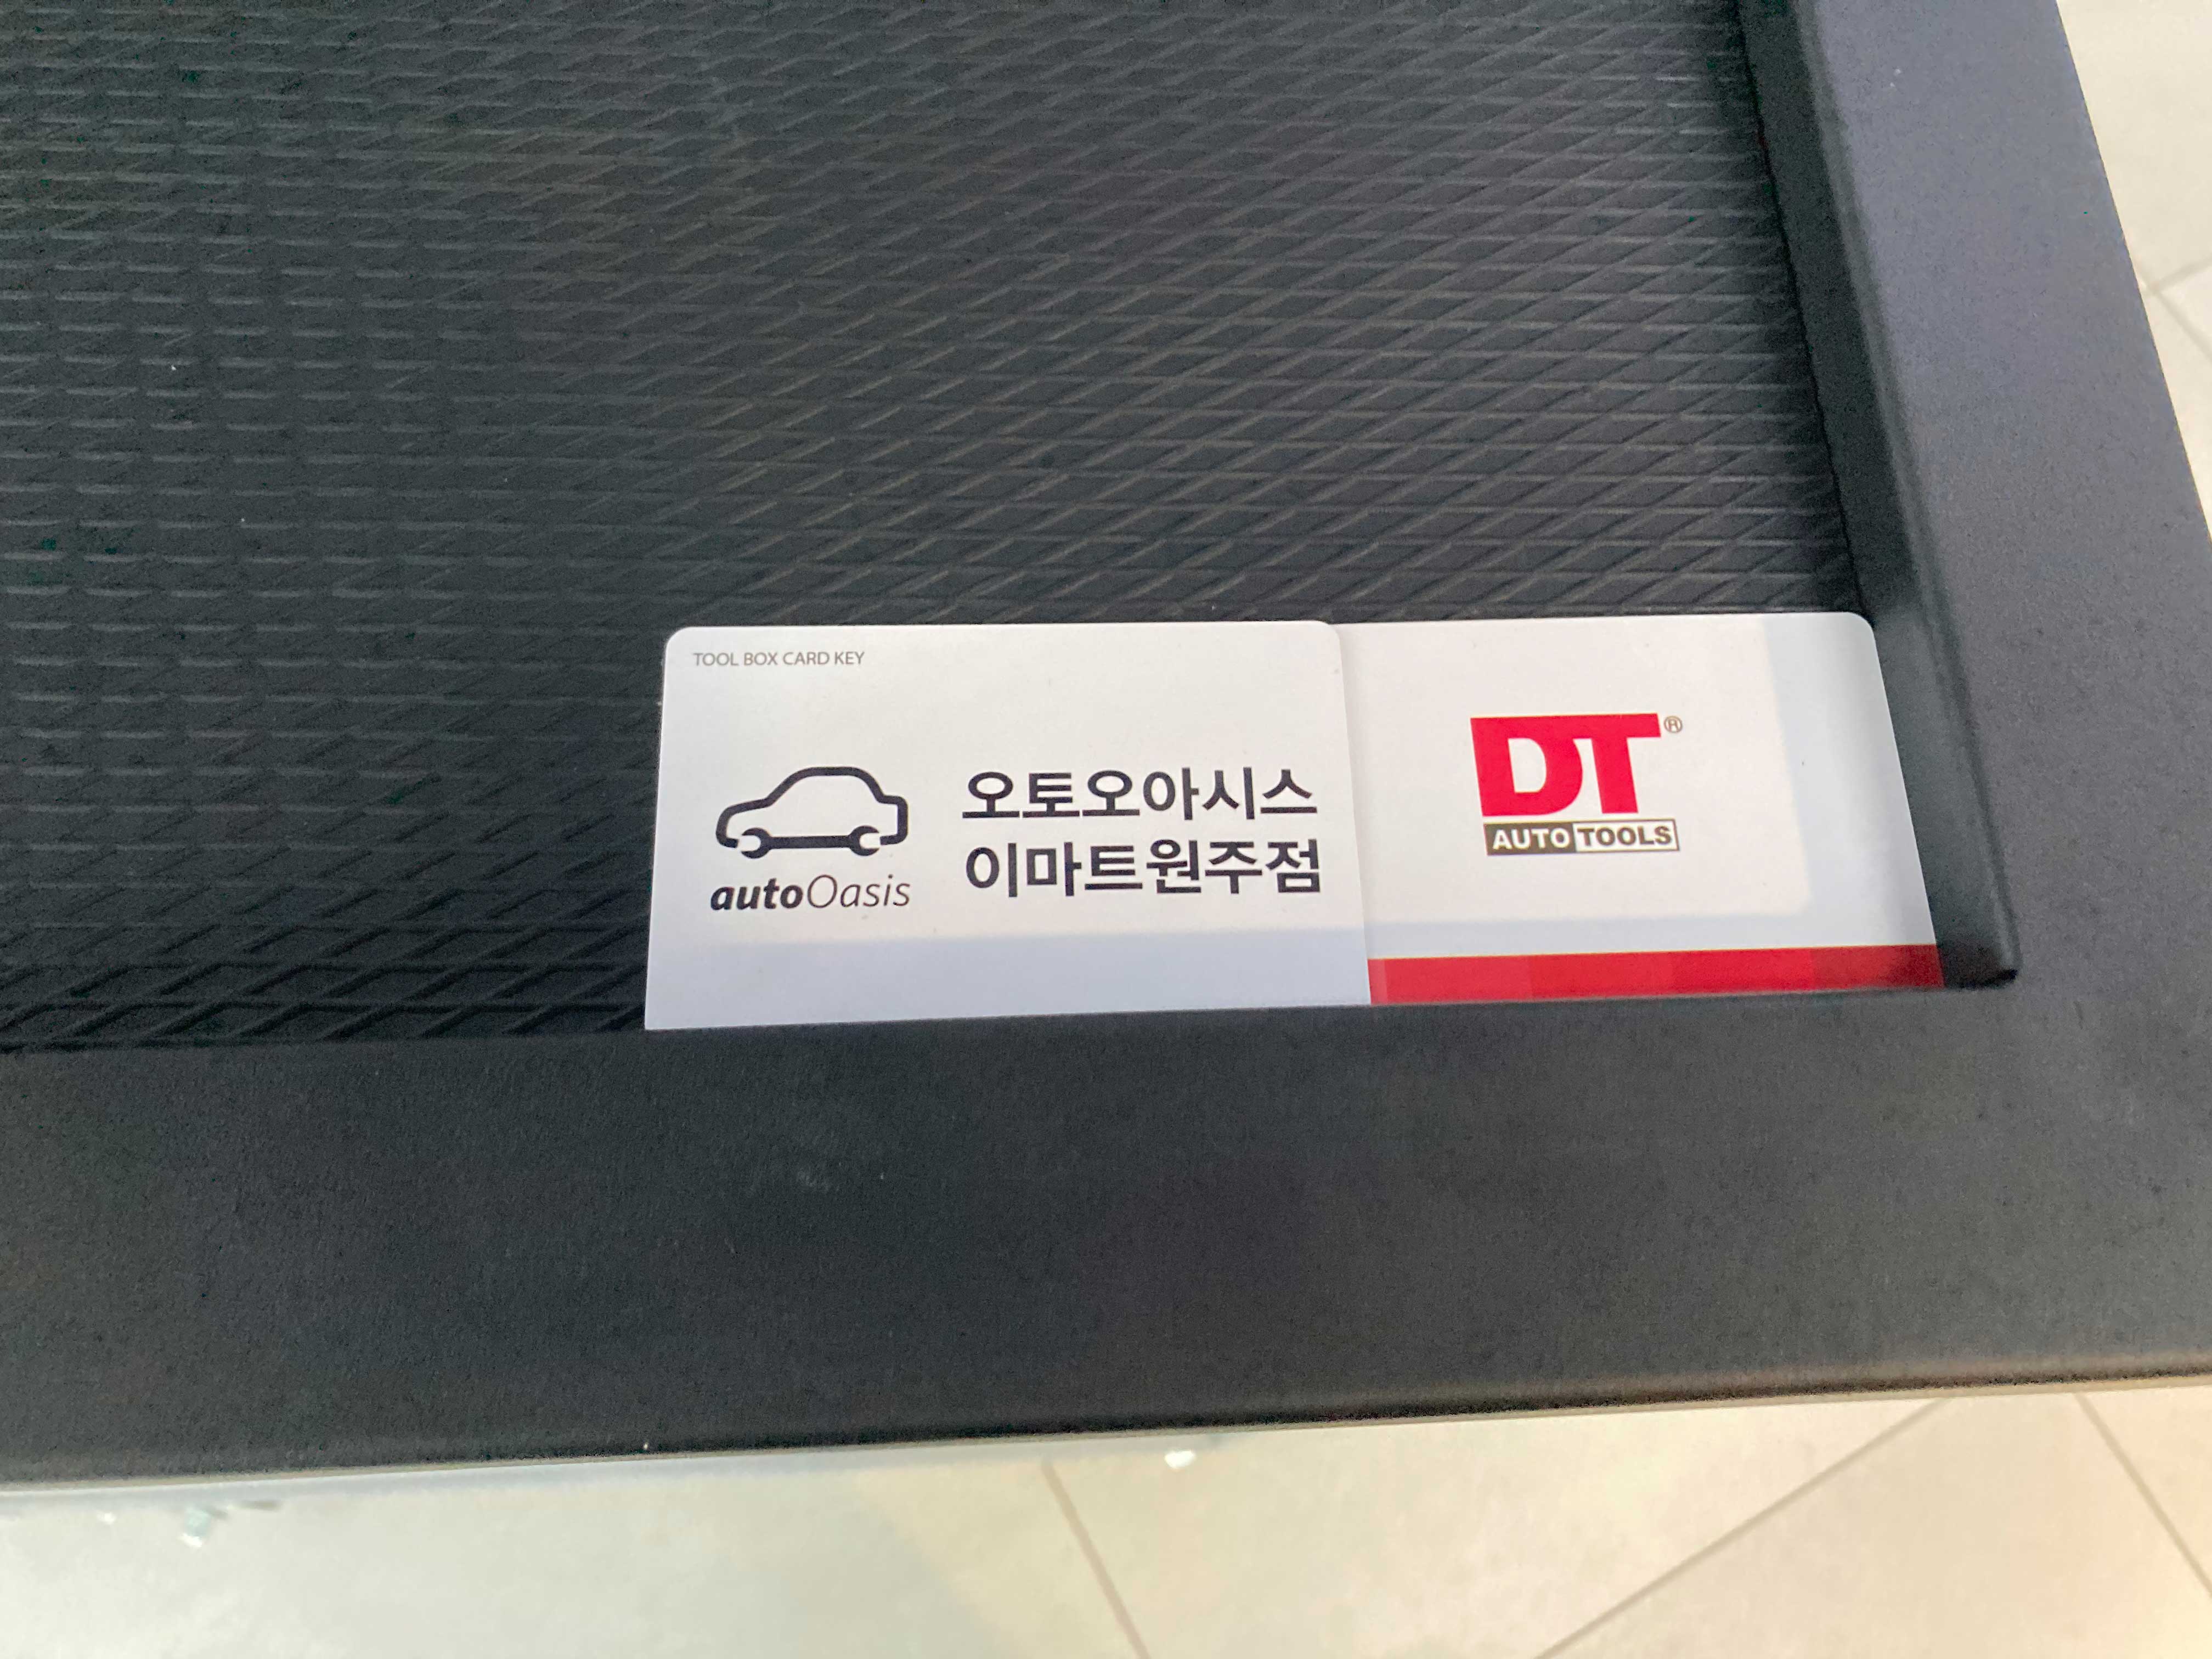 TOOL BOX CARD KEY
autoOasis
오토오아시스
이마트원주점
DT®
AUTO TOOLS